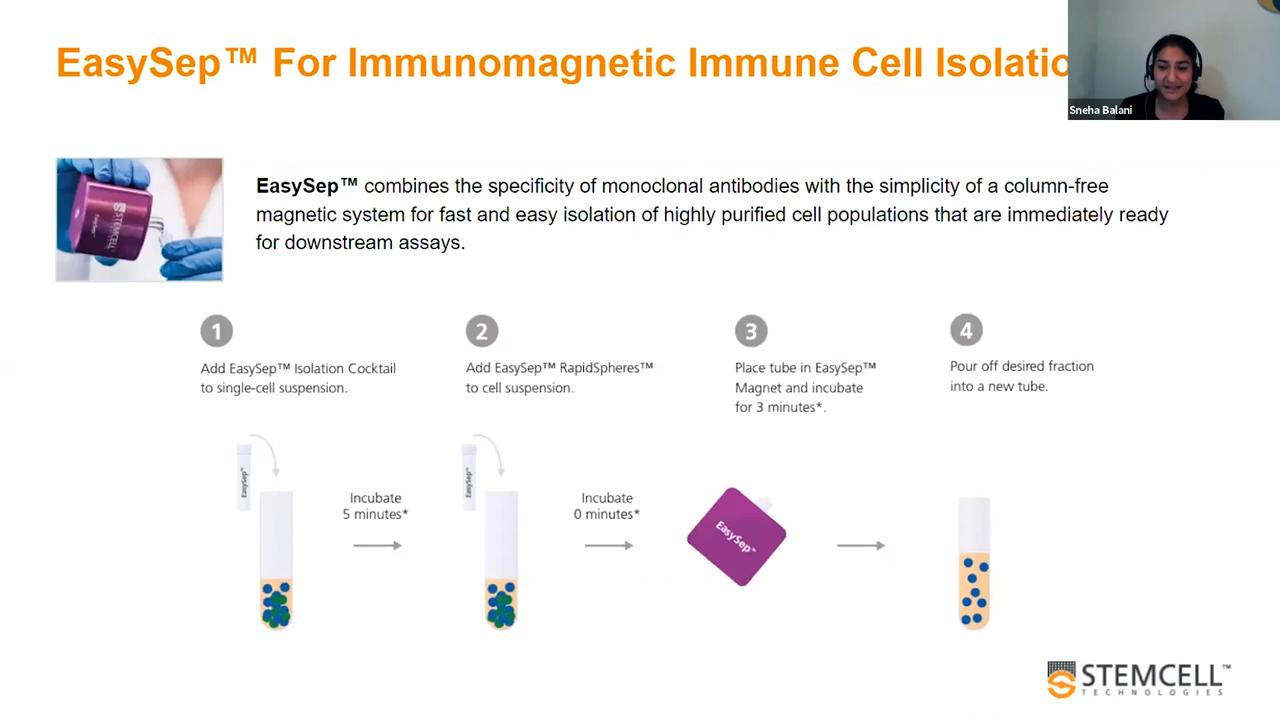 EasySep™ For Immunomagnetic Immune Cell Isolatio
Sneha Balani
STEMCELL
EasySep™ combines the specificity of monoclonal antibodies with the simplicity of a column-free
magnetic system for fast and easy isolation of highly purified cell populations that are immediately ready
for downstream assays.
1
Add EasySep™ Isolation Cocktail
to single-cell suspension.
2
Add EasySep™ RapidSpheres™
to cell suspension.
3
Place tube in EasySep™
Magnet and incubate
for 3 minutes*.
4
Pour off desired fraction
into a new tube.
EasySep™
Incubate
5 minutes*
EasySep™
Incubate
0 minutes*
EasySep™
STEMCELL™
TECHNOLOGIES